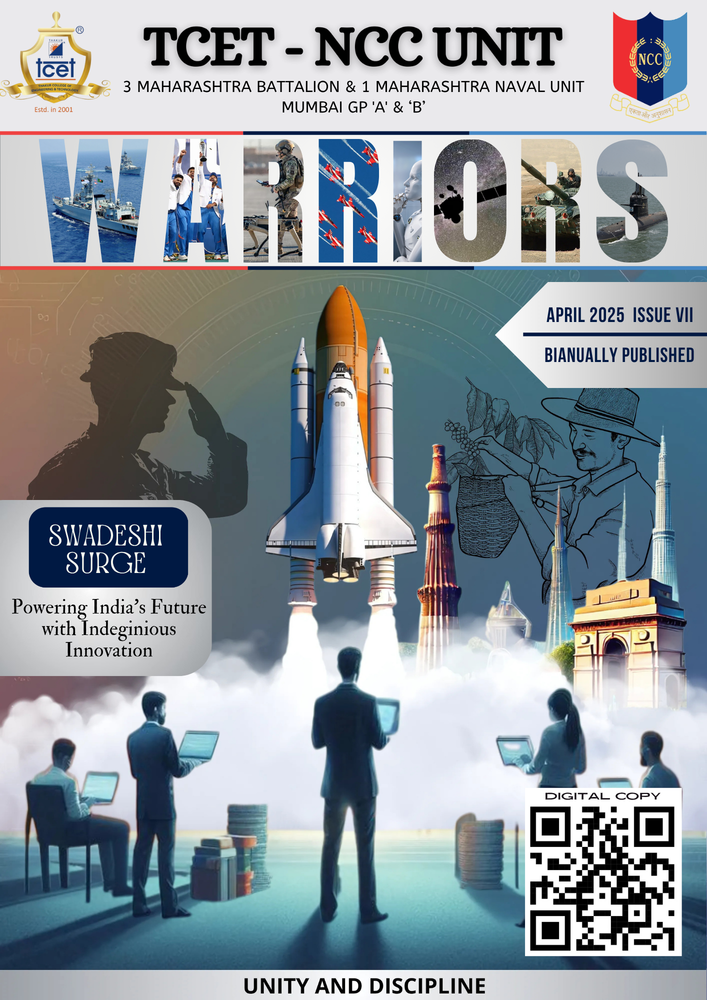 THAKUR
TRUSTS
tcet
THAKUR COLLEGE OF
ENGINEERING & TECHNOLOGY
Estd. in 2001
®
TCET - NCC UNIT
3 MAHARASHTRA BATTALION & 1 MAHARASHTRA NAVAL UNIT
MUMBAI GP 'A' & ‘B’
NCC
एकता और अनुशासन
WARRIORS
APRIL 2025 ISSUE VII
BIANUALLY PUBLISHED
SWADESHI
SURGE
Powering India’s Future
with Indeginious
Innovation
DIGITAL COPY
UNITY AND DISCIPLINE